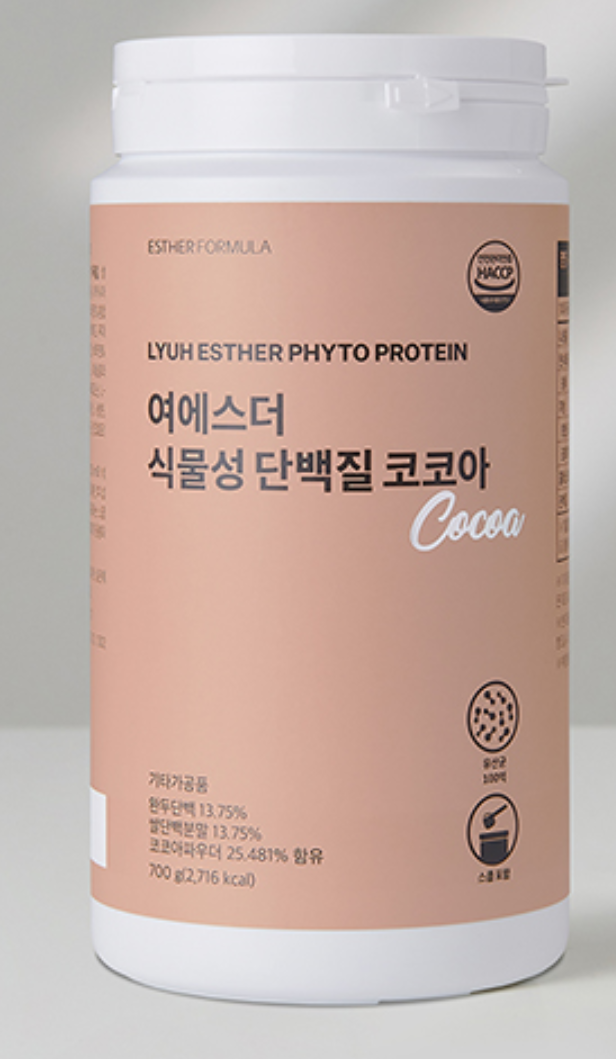 ESTHER FORMULA
HACCP
LYUH ESTHER PHYTO PROTEIN
여에스더
식물성 단백질 코코아
Cocoa
유산균
100억
기타가공품
완두단백 13.75%
쌀단백분말 13.75%
코코아파우더 25.481% 함유
700 g(2,716 kcal)
스쿱 포함